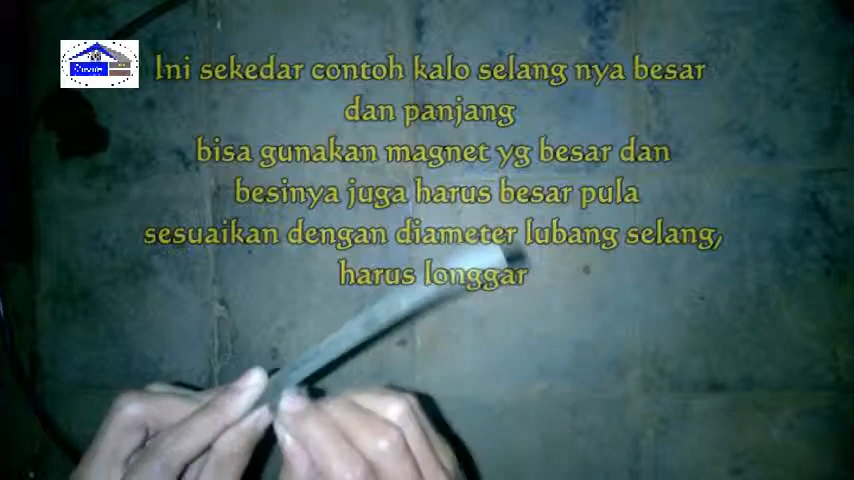 Ini sekedar contoh kalo selang nya besar
dan panjang
bisa gunakan magnet yg besar dan
besinya juga harus besar pula
sesuaikan dengan diameter lubang selang,
harus longgar